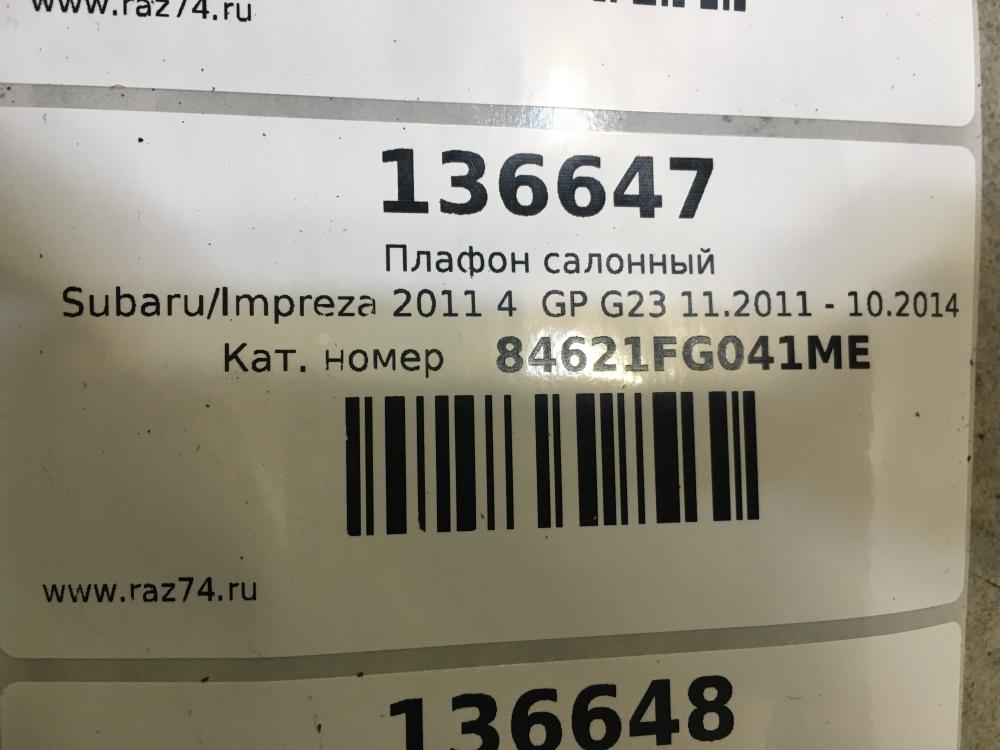 www.raz74.ru
136647
Плафон салонный
Subaru/Impreza 2011 4 GP G23 11.2011 - 10.2014
Кат. номер 84621FG041ME
www.raz74.ru
136648